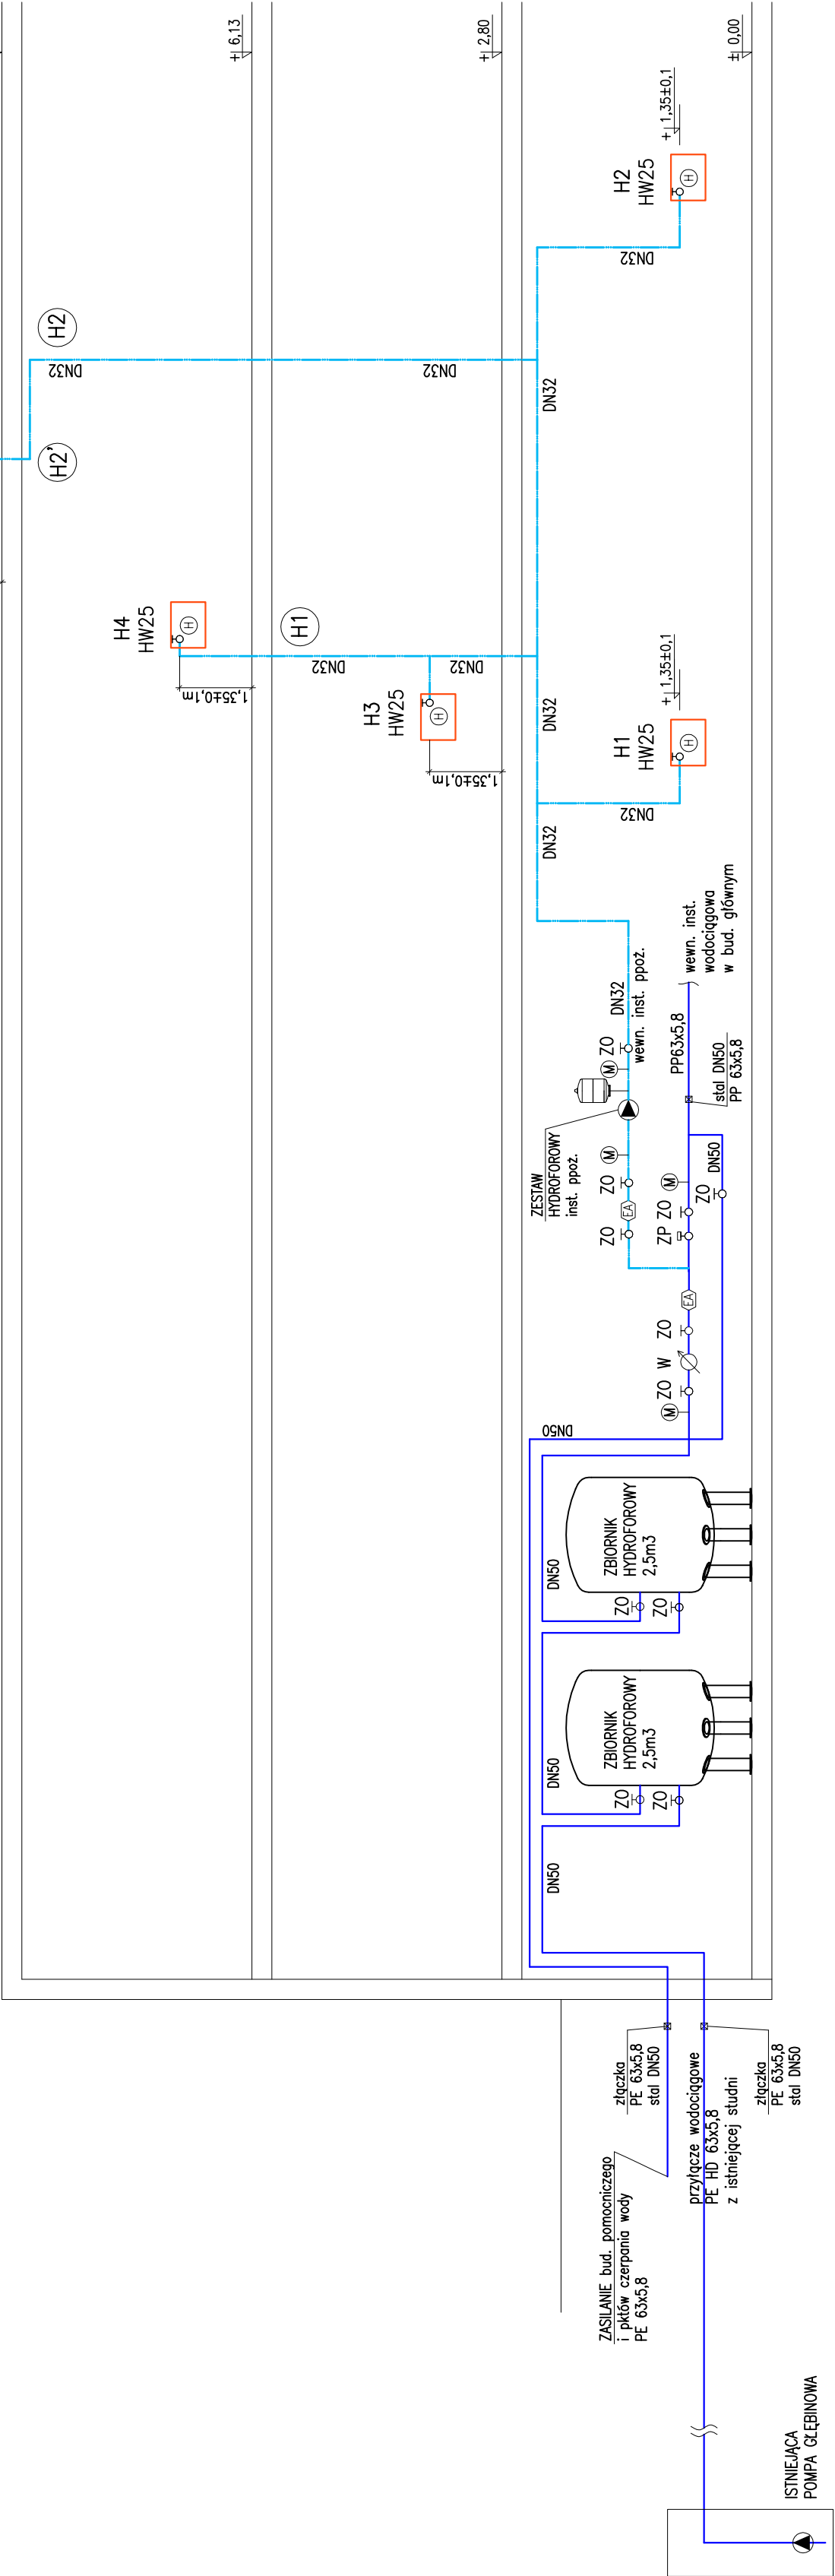 ISTNIEJĄCA
POMPA GŁĘBINOWA
ZASILANIE bud. pomocniczego
i pktów czerpania wody
PE 63x5,8
przyłącze wodociągowe
PE HD 63x5,8
z istniejącej studni
złączka
PE 63x5,8
stal DN50
złączka
PE 63x5,8
stal DN50
DN50
ZO
ZO
ZBIORNIK
HYDROFOROWY
2,5m3
DN50
ZO
ZO
ZBIORNIK
HYDROFOROWY
2,5m3
DN50
DN50
M
ZO
W
ZO
EA
ZP
ZO
M
ZO
DN50
stal DN50
PP 63x5,8
PP63x5,8
wewn. inst.
wodociągowa
w bud. głównym
ZO
EA
ZO
M
ZESTAW
HYDROFOROWY
inst. ppoż.
M
ZO
DN32
wewn. inst. ppoż.
DN32
DN32
H1
HW25
H
+ 1,35±0,1
DN32
H3
HW25
H
1,35±0,1m
DN32
DN32
H1
H4
HW25
H
1,35±0,1m
DN32
DN32
DN32
H2'
H2
DN32
H2
HW25
H
+ 1,35±0,1
+ 6,13
+ 2,80
± 0,00